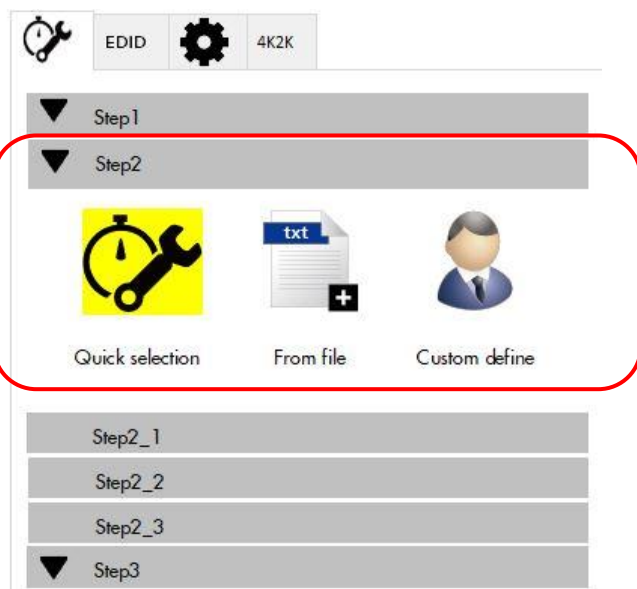 EDID 4K2K
Step1
Step2
txt
Quick selection From file Custom define
Step2_1
Step2_2
Step2_3
Step3